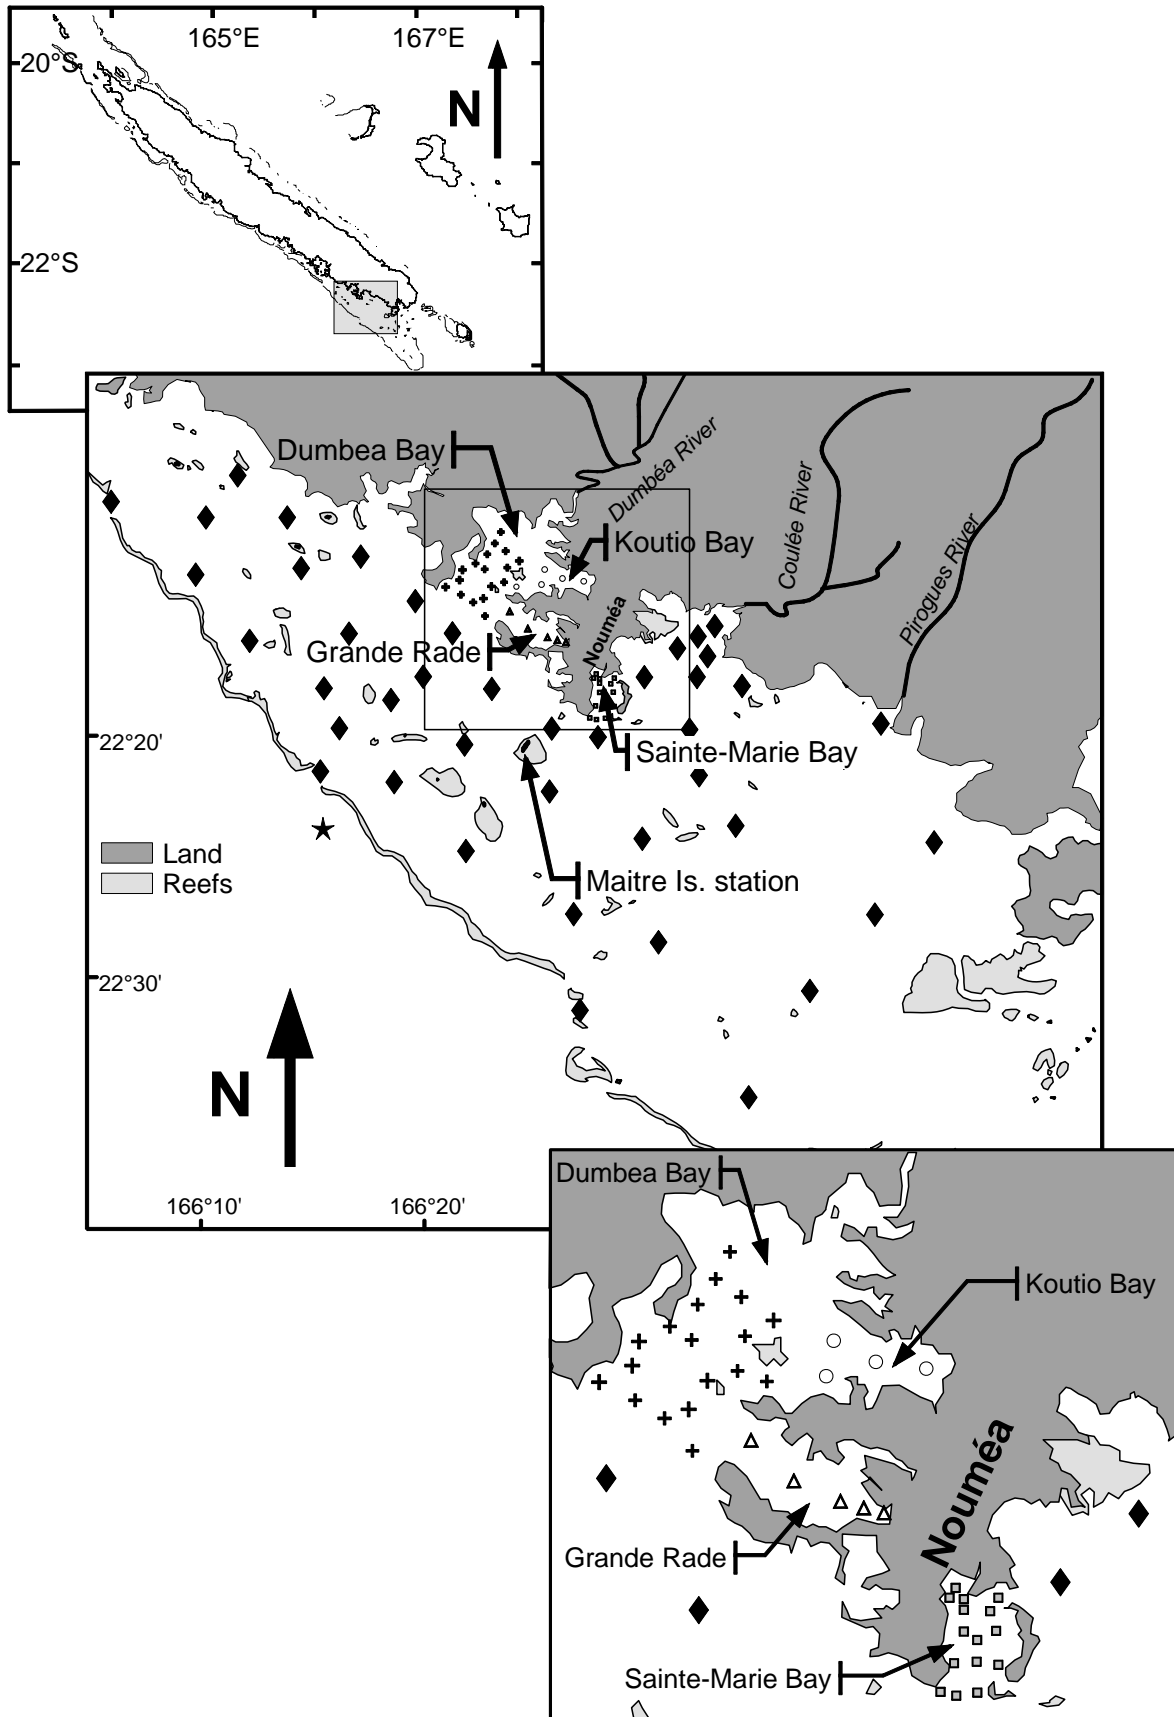 165°E
167°E
20°S
N
22°S
Dumbea Bay
Dumbéa River
Koutio Bay
Coulée River
Pirogues River
Nouméa
Grande Rade
22°20'
Sainte-Marie Bay
Land
Reefs
Maitre Is. station
22°30'
N
166°10'
166°20'
Dumbea Bay
Koutio Bay
Nouméa
Grande Rade
Sainte-Marie Bay